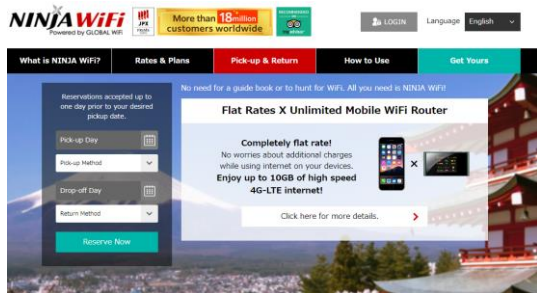 NINJA WiFi
Powered by GLOBAL WiFi
JPX
More than 18million
customers worldwide
RECOMMENDED
LOGIN
Language
English
What is NINJA WiFi?
Rates & Plans
Pick-up & Return
How to Use
Get Yours
Reservations accepted up to
one day prior to your desired
pickup date.
Pick-up Day
Pick-up Method
Drop-off Day
Return Method
Reserve Now
No need for a guide book or to hunt for WiFi. All you need is NINJA WiFi!
Flat Rates X Unlimited Mobile WiFi Router
Completely flat rate!
No worries about additional charges
while using internet on your devices.
Enjoy up to 10GB of high speed
4G-LTE internet!
×
Click here for more details.